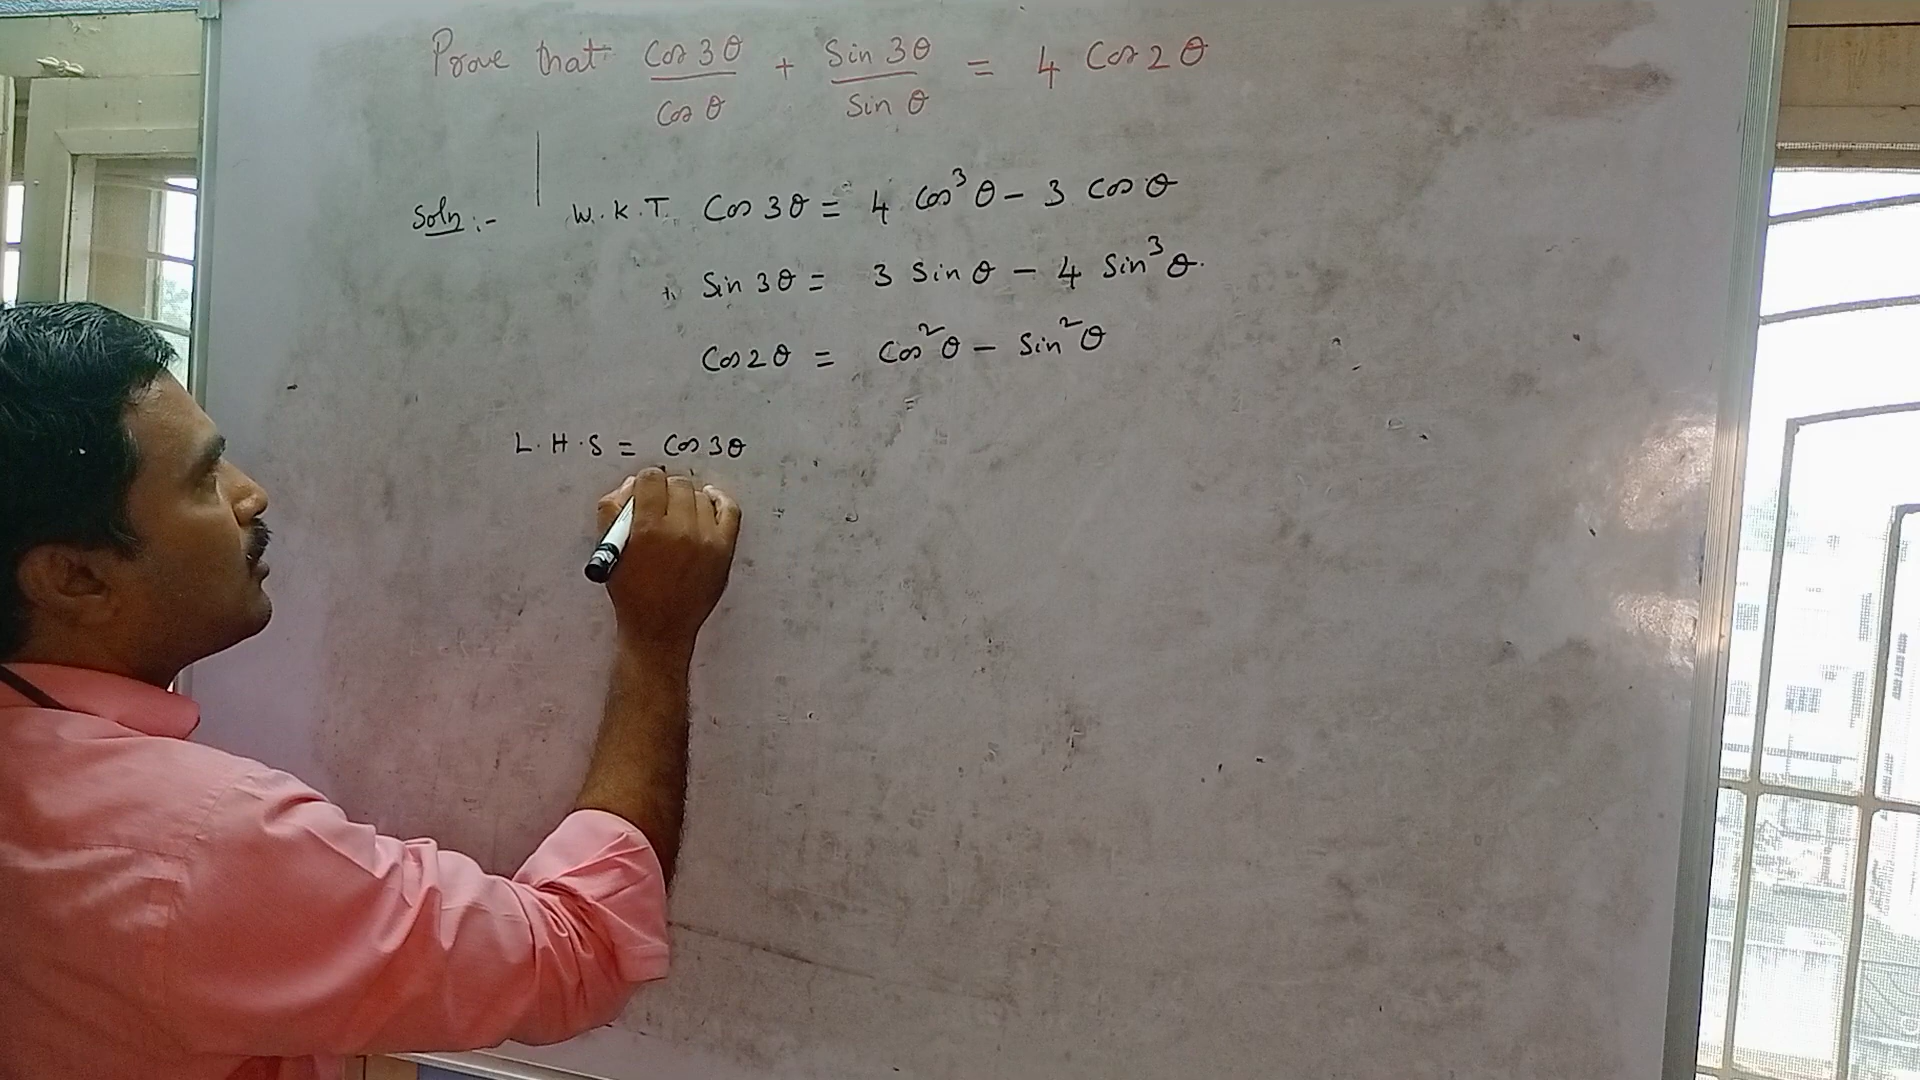 Prove that cos 3θ/cos θ + sin 3θ/sin θ = 4 cos 2θ
Soln :- W.K.T. cos 3θ = 4 cos³θ - 3 cos θ
sin 3θ = 3 sin θ - 4 sin³θ.
cos 2θ = cos²θ - sin²θ
L.H.S = cos 3θ